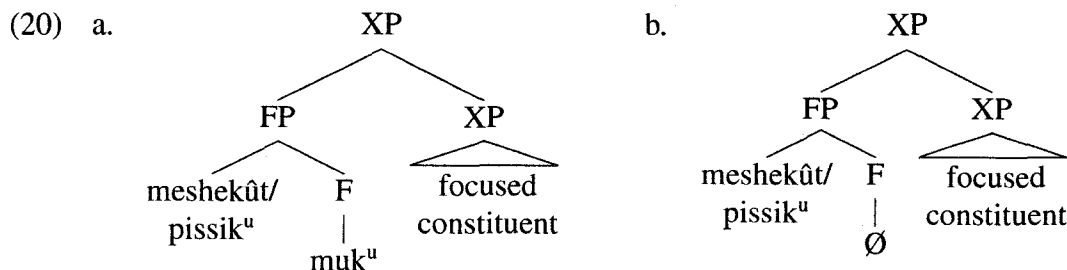 (20) a. XP b. XP
FP XP FP XP
meshekût/ F focused meshekût/ F focused
pissikᵘ constituent pissikᵘ constituent
mukᵘ Ø